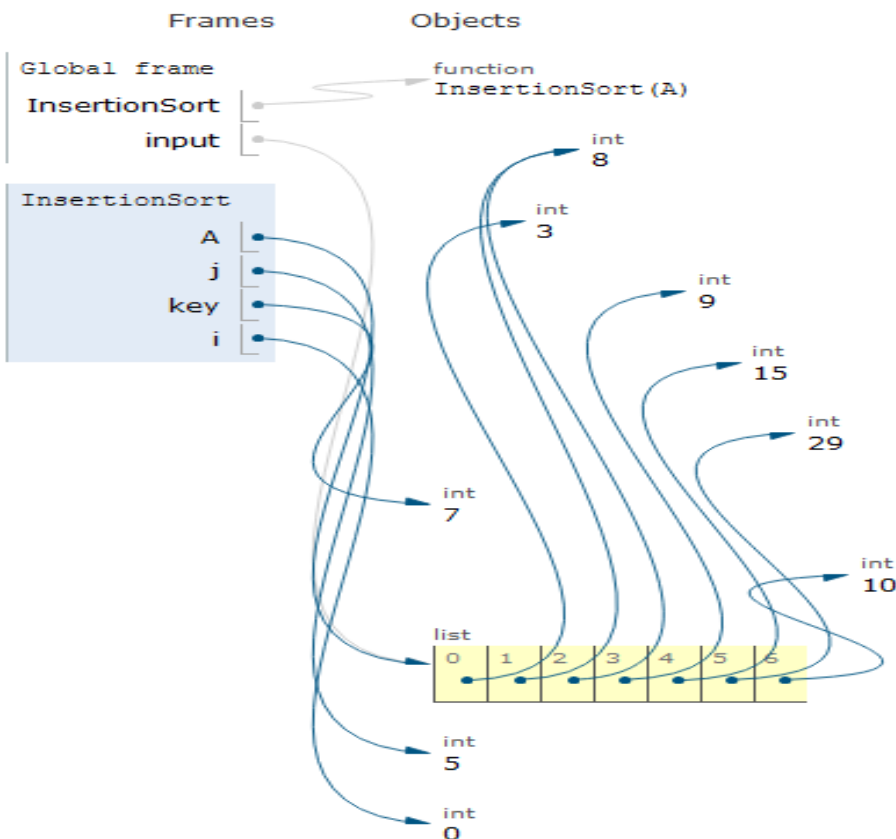 Frames Objects
Global frame
function
InsertionSort InsertionSort(A)
input
int
8
InsertionSort
int
3
A
j
int
9
key
i
int
15
int
29
int
7
int
10
list
0 1 2 3 4 5 6
int
5
int
0